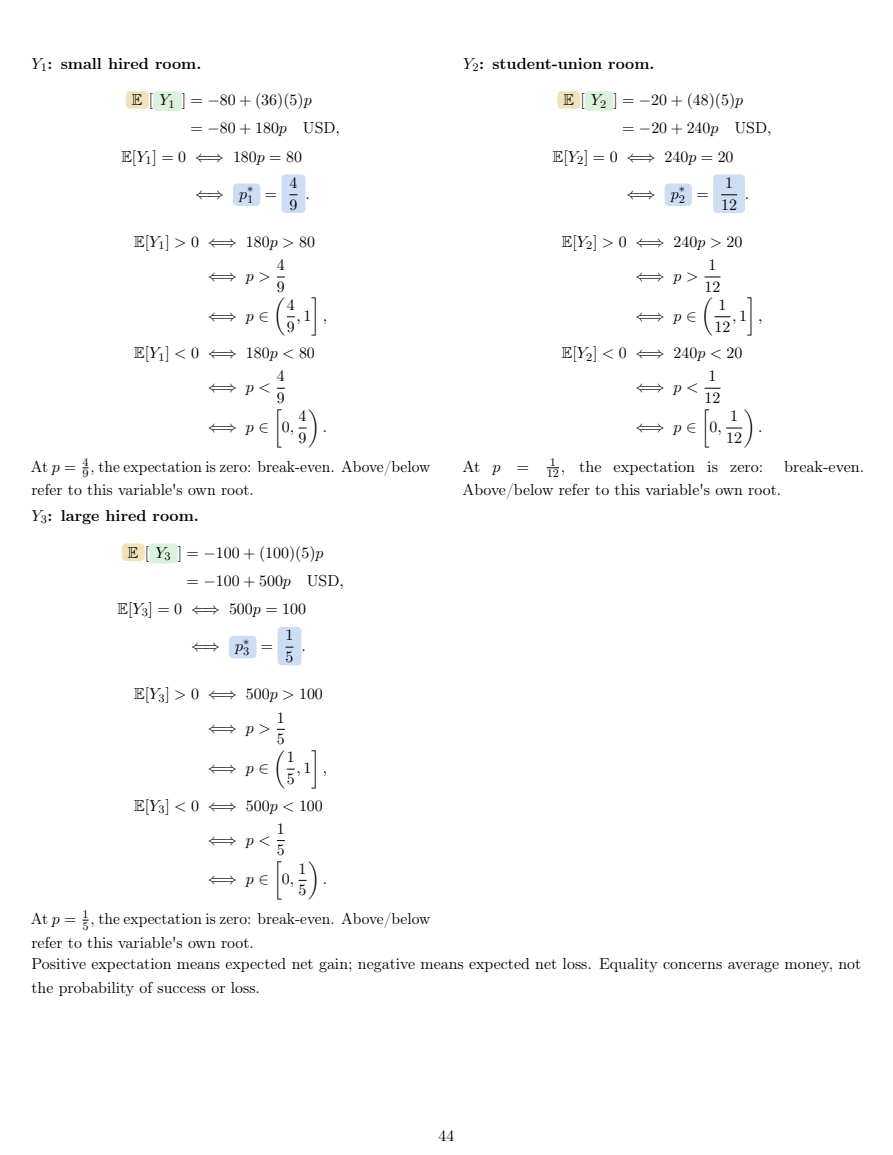 Y₁: small hired room.
𝔼 [ Y₁ ] = −80 + (36)(5)p
= −80 + 180p USD,
𝔼[Y₁] = 0 ⟺ 180p = 80
⟺ p₁* = 4/9.
𝔼[Y₁] > 0 ⟺ 180p > 80
⟺ p > 4/9
⟺ p ∈ (4/9, 1],
𝔼[Y₁] < 0 ⟺ 180p < 80
⟺ p < 4/9
⟺ p ∈ [0, 4/9).
At p = 4/9, the expectation is zero: break-even. Above/below
refer to this variable's own root.
Y₂: student-union room.
𝔼 [ Y₂ ] = −20 + (48)(5)p
= −20 + 240p USD,
𝔼[Y₂] = 0 ⟺ 240p = 20
⟺ p₂* = 1/12.
𝔼[Y₂] > 0 ⟺ 240p > 20
⟺ p > 1/12
⟺ p ∈ (1/12, 1],
𝔼[Y₂] < 0 ⟺ 240p < 20
⟺ p < 1/12
⟺ p ∈ [0, 1/12).
At p = 1/12, the expectation is zero: break-even.
Above/below refer to this variable's own root.
Y₃: large hired room.
𝔼 [ Y₃ ] = −100 + (100)(5)p
= −100 + 500p USD,
𝔼[Y₃] = 0 ⟺ 500p = 100
⟺ p₃* = 1/5.
𝔼[Y₃] > 0 ⟺ 500p > 100
⟺ p > 1/5
⟺ p ∈ (1/5, 1],
𝔼[Y₃] < 0 ⟺ 500p < 100
⟺ p < 1/5
⟺ p ∈ [0, 1/5).
At p = 1/5, the expectation is zero: break-even. Above/below
refer to this variable's own root.
Positive expectation means expected net gain; negative means expected net loss. Equality concerns average money, not
the probability of success or loss.
44